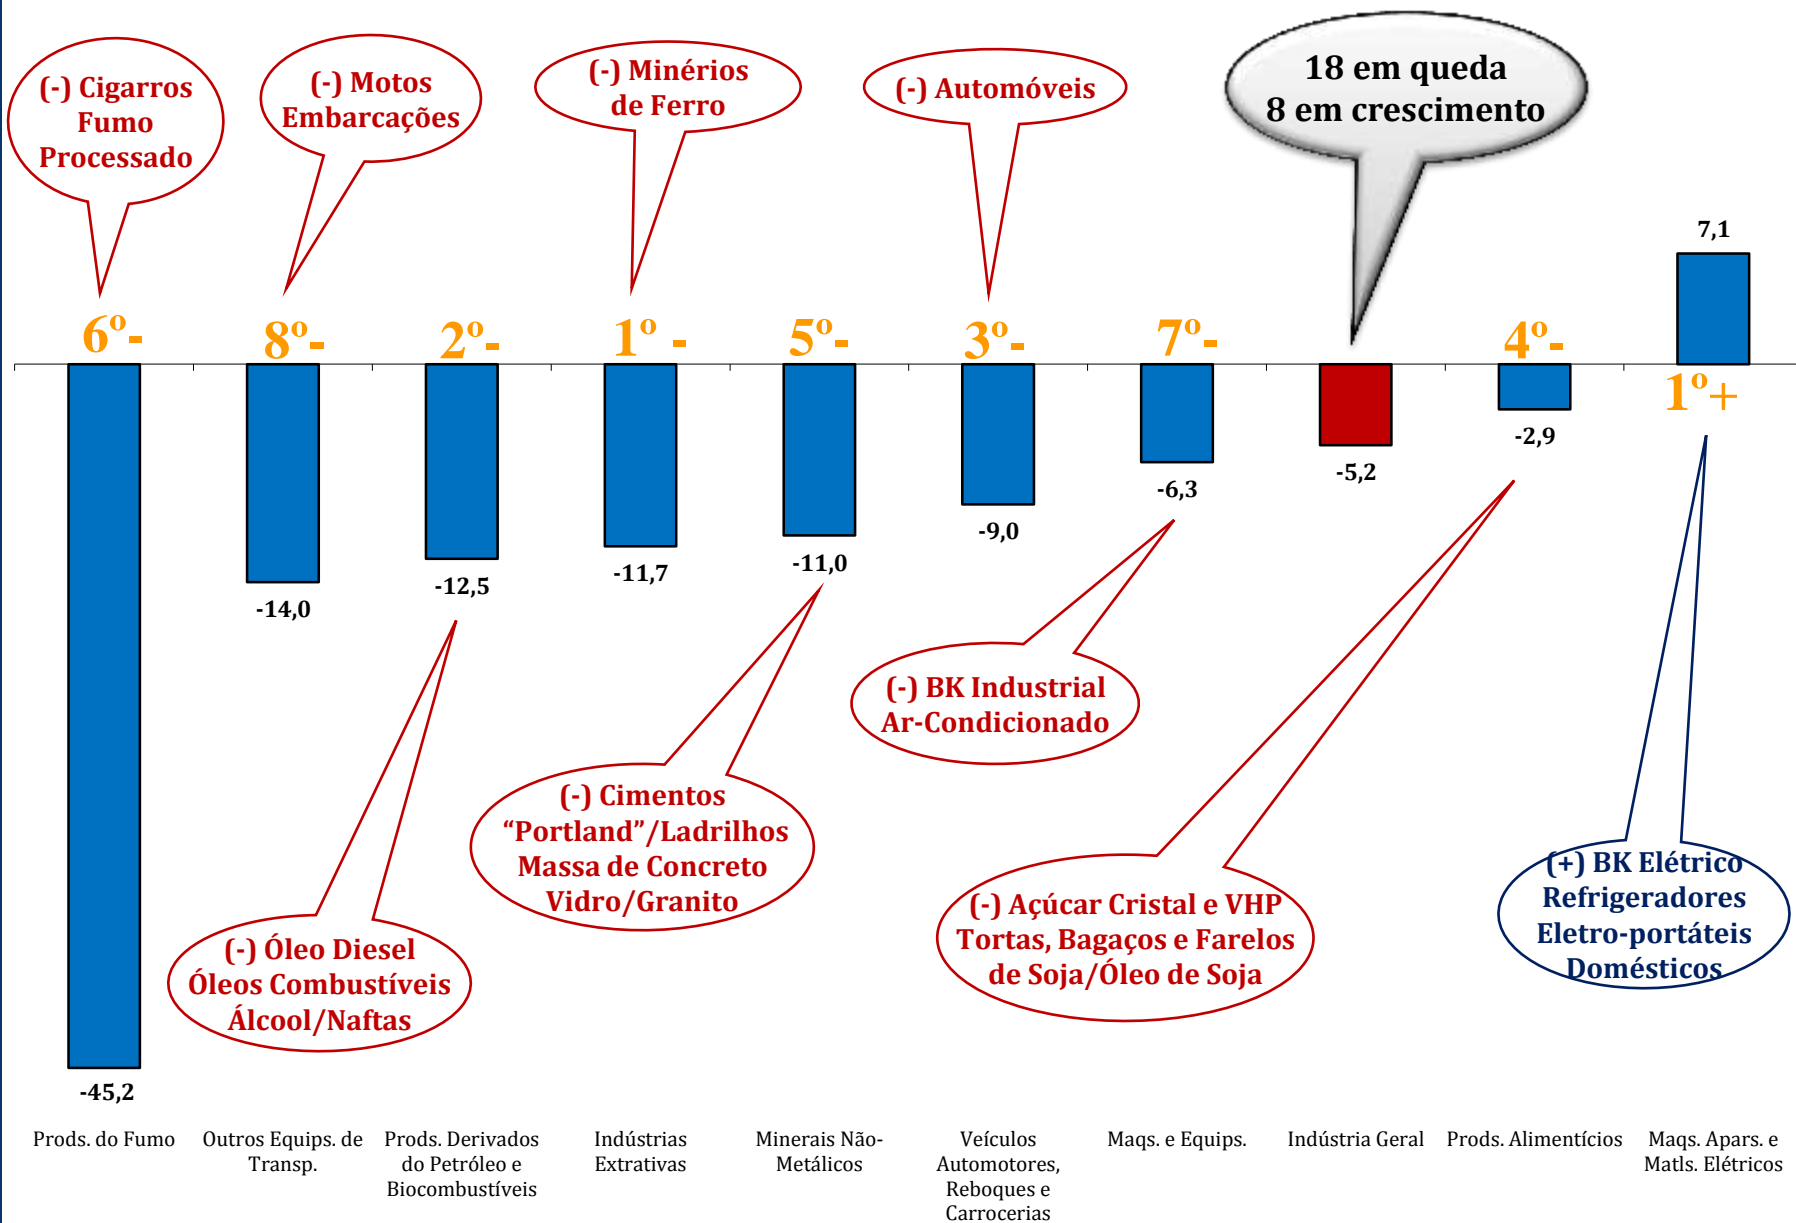 (-) Cigarros
Fumo
Processado
(-) Motos
Embarcações
(-) Minérios
de Ferro
(-) Automóveis
18 em queda
8 em crescimento
7,1
6º-
8º-
2º-
1º -
5º-
3º-
7º-
4º-
1º+
-2,9
-5,2
-6,3
-9,0
-11,0
-11,7
-12,5
-14,0
-45,2
(-) BK Industrial
Ar-Condicionado
(-) Cimentos
“Portland”/Ladrilhos
Massa de Concreto
Vidro/Granito
(+) BK Elétrico
Refrigeradores
Eletro-portáteis
Domésticos
(-) Açúcar Cristal e VHP
Tortas, Bagaços e Farelos
de Soja/Óleo de Soja
(-) Óleo Diesel
Óleos Combustíveis
Álcool/Naftas
Prods. do Fumo
Outros Equips. de
Transp.
Prods. Derivados
do Petróleo e
Biocombustíveis
Indústrias
Extrativas
Minerais Não-
Metálicos
Veículos
Automotores,
Reboques e
Carrocerias
Maqs. e Equips.
Indústria Geral
Prods. Alimentícios
Maqs. Apars. e
Matls. Elétricos